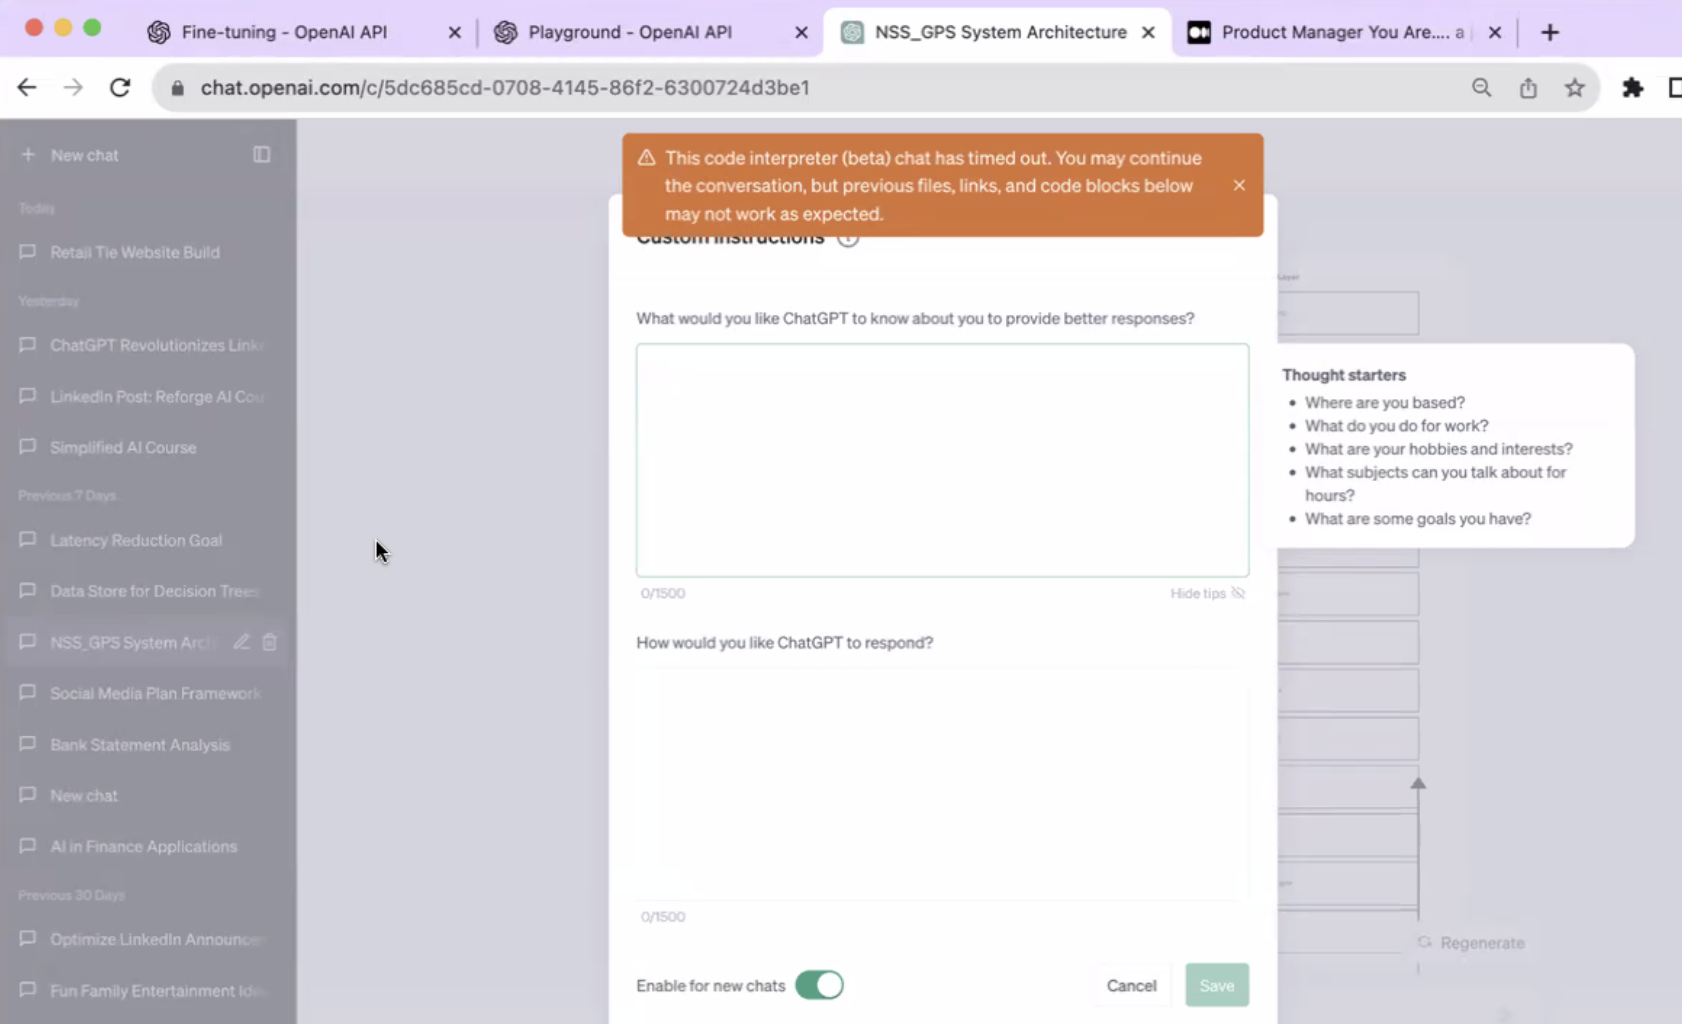 Fine-tuning - OpenAI API
Playground - OpenAI API
NSS_GPS System Architecture
Product Manager You Are.... a
chat.openai.com/c/5dc685cd-0708-4145-86f2-6300724d3be1
New chat
Today
Retail Tie Website Build
Yesterday
ChatGPT Revolutionizes Linke
LinkedIn Post: Reforge AI Cou
Simplified AI Course
Previous 7 Days
Latency Reduction Goal
Data Store for Decision Trees
NSS_GPS System Arch
Social Media Plan Framework
Bank Statement Analysis
New chat
AI in Finance Applications
Previous 30 Days
Optimize LinkedIn Announcem
Fun Family Entertainment Idea
This code interpreter (beta) chat has timed out. You may continue
the conversation, but previous files, links, and code blocks below
may not work as expected.
Custom instructions
What would you like ChatGPT to know about you to provide better responses?
0/1500
Hide tips
Thought starters
• Where are you based?
• What do you do for work?
• What are your hobbies and interests?
• What subjects can you talk about for
hours?
• What are some goals you have?
How would you like ChatGPT to respond?
0/1500
Enable for new chats
Cancel
Save
Layer
Regenerate